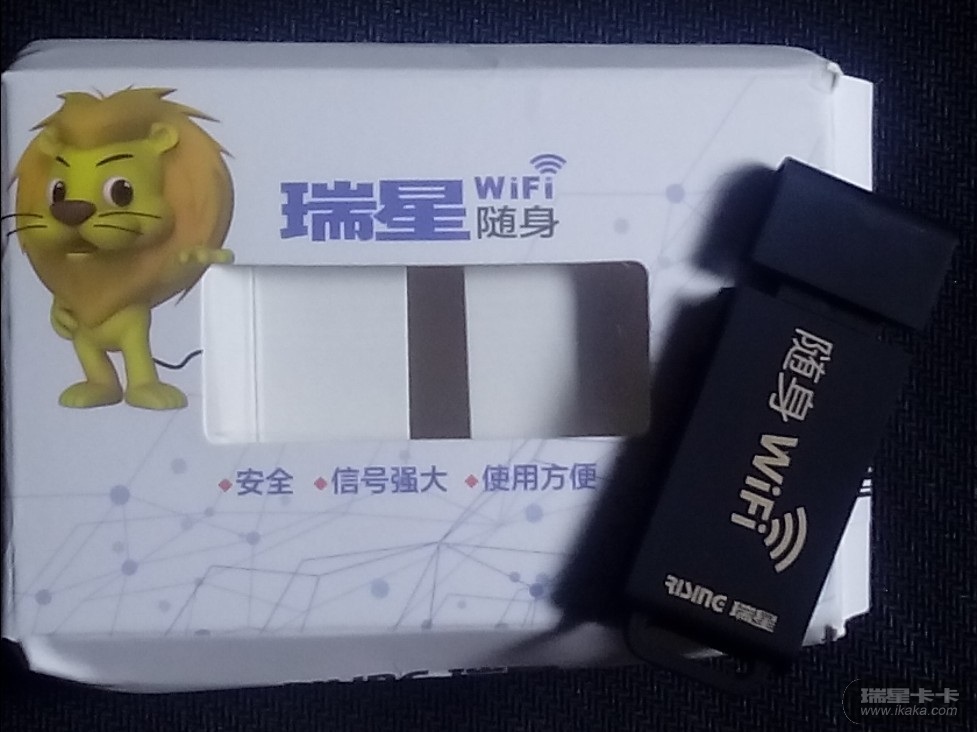 瑞星
WiFi
随身
安全 信号强大 使用方便
随身 WiFi
RISING 瑞星
瑞星卡卡
www.ikaka.com